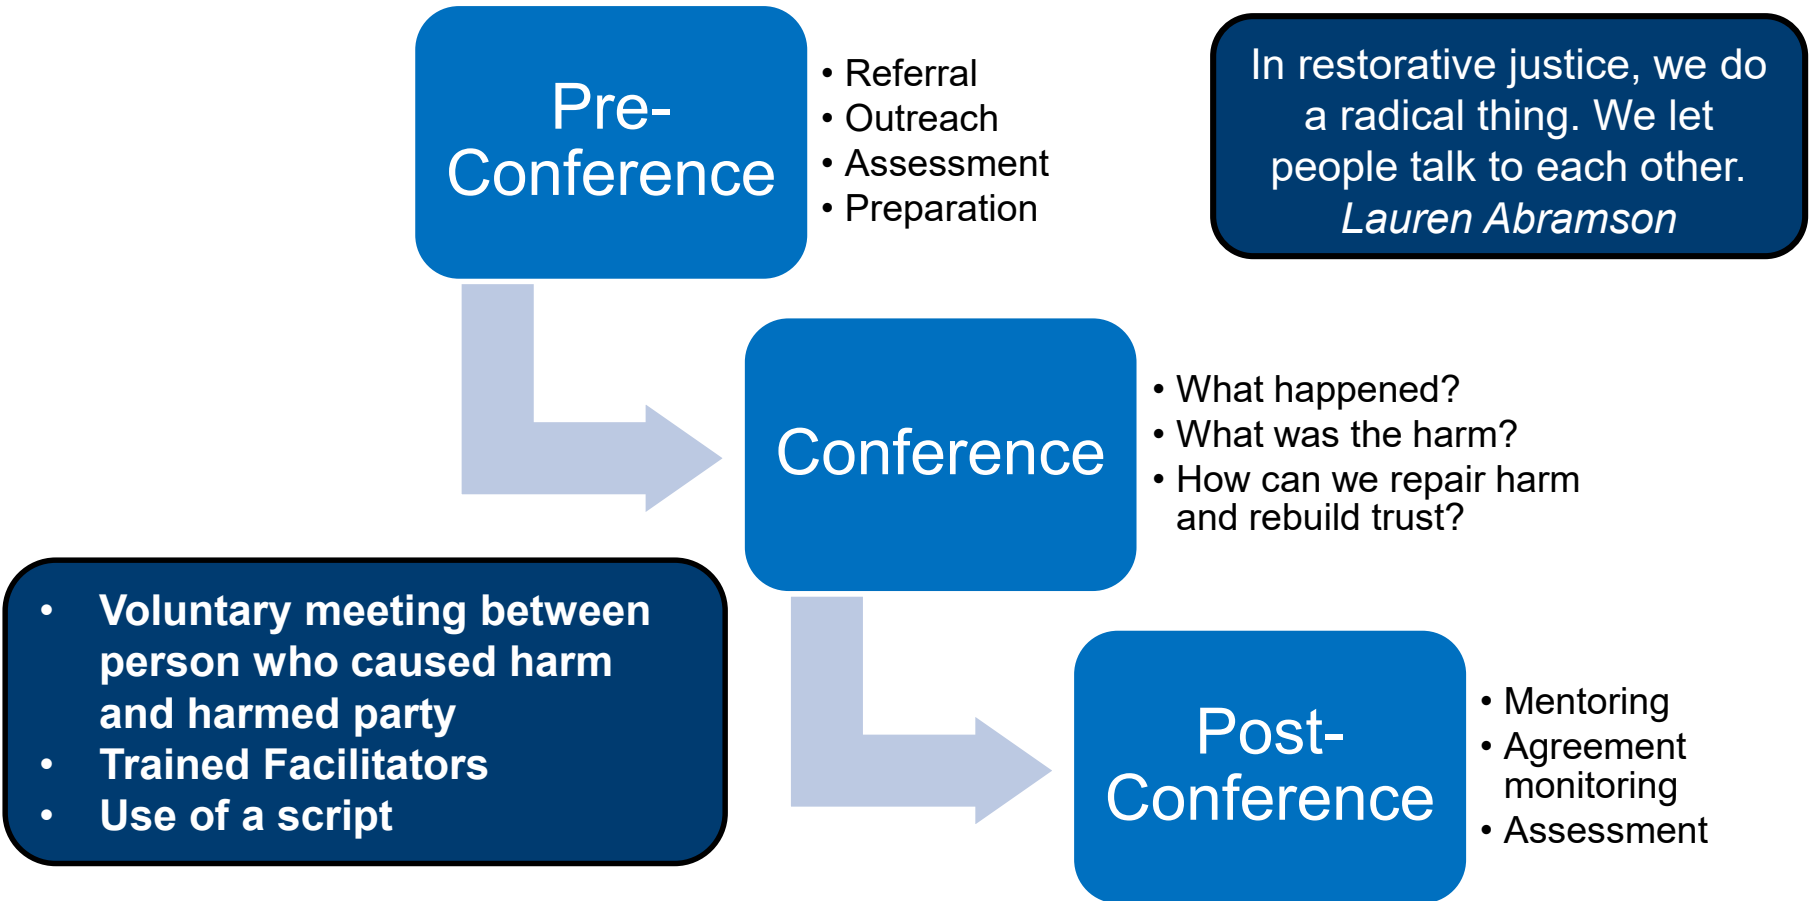 Pre-
Conference
• Referral
• Outreach
• Assessment
• Preparation
In restorative justice, we do
a radical thing. We let
people talk to each other.
Lauren Abramson
Conference
• What happened?
• What was the harm?
• How can we repair harm
and rebuild trust?
• Voluntary meeting between
person who caused harm
and harmed party
• Trained Facilitators
• Use of a script
Post-
Conference
• Mentoring
• Agreement
monitoring
• Assessment